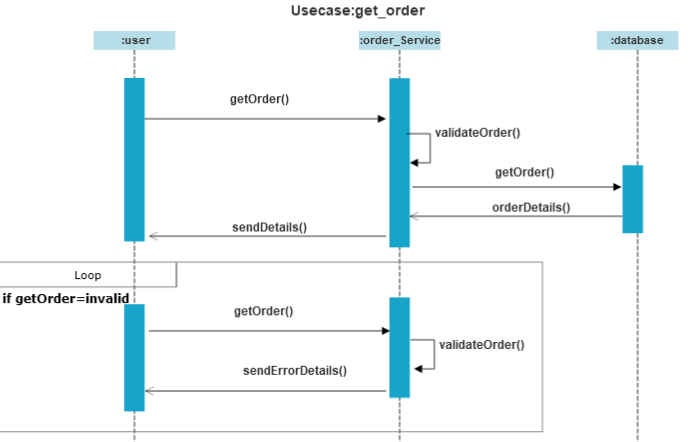 Usecase:get_order
:user
:order_Service
:database
getOrder()
validateOrder()
getOrder()
orderDetails()
sendDetails()
Loop
if getOrder=invalid
getOrder()
validateOrder()
sendErrorDetails()